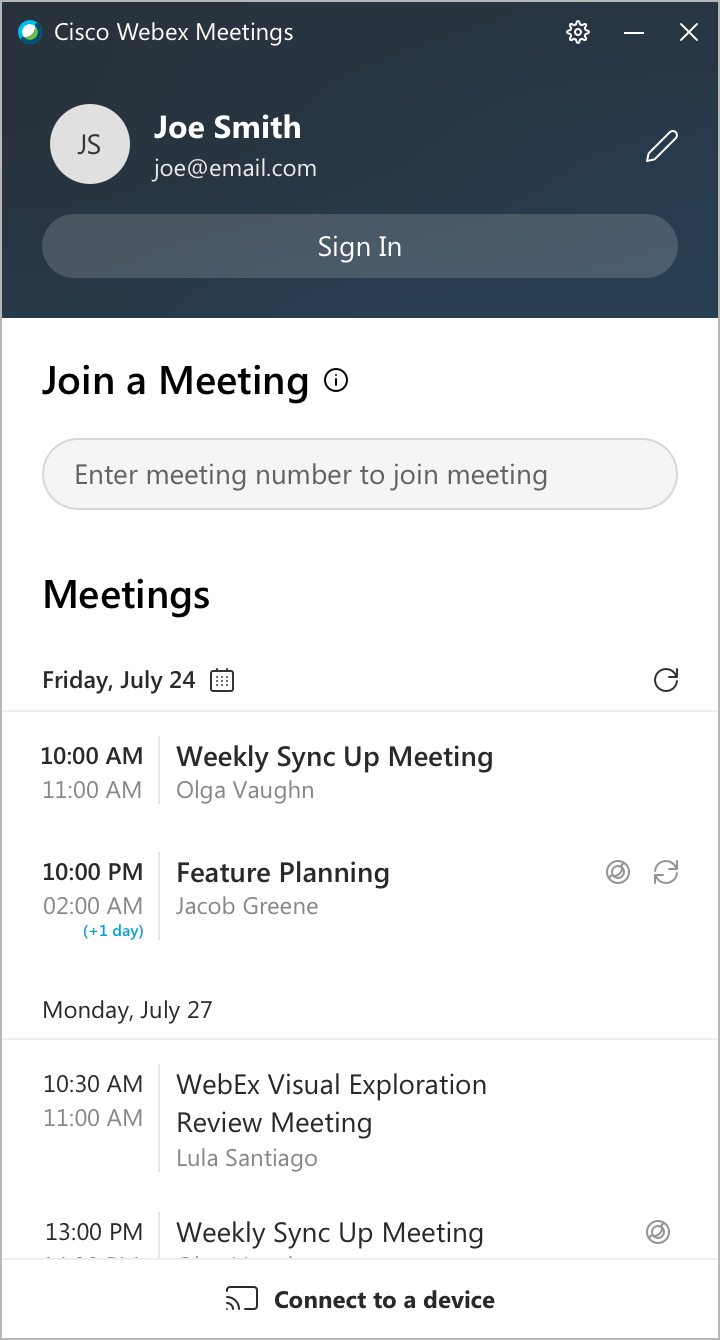 Cisco Webex Meetings
JS
Joe Smith
joe@email.com
Sign In
Join a Meeting
Enter meeting number to join meeting
Meetings
Friday, July 24
10:00 AM
Weekly Sync Up Meeting
11:00 AM
Olga Vaughn
10:00 PM
Feature Planning
02:00 AM
Jacob Greene
(+1 day)
Monday, July 27
10:30 AM
WebEx Visual Exploration
11:00 AM
Review Meeting
Lula Santiago
13:00 PM
Weekly Sync Up Meeting
Connect to a device